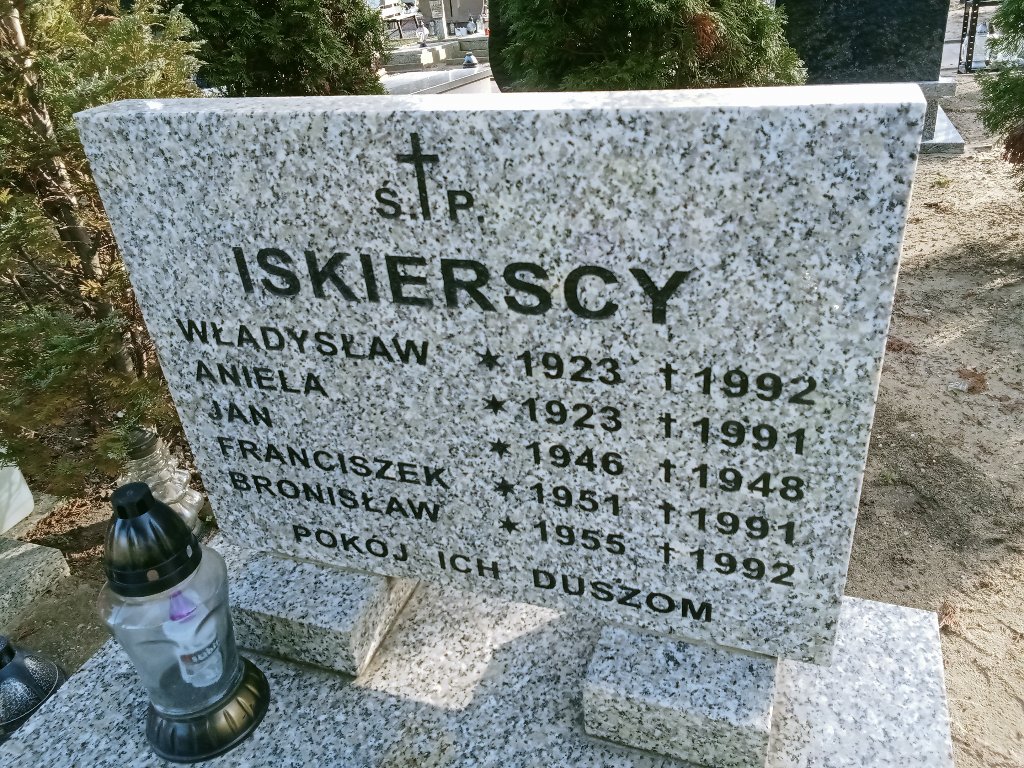 Ś. P.
ISKIERSCY
WŁADYSŁAW ★ 1923 † 1992
ANIELA ★ 1923 † 1991
JAN ★ 1946 † 1948
FRANCISZEK ★ 1951 † 1991
BRONISŁAW ★ 1955 † 1992
POKÓJ ICH DUSZOM